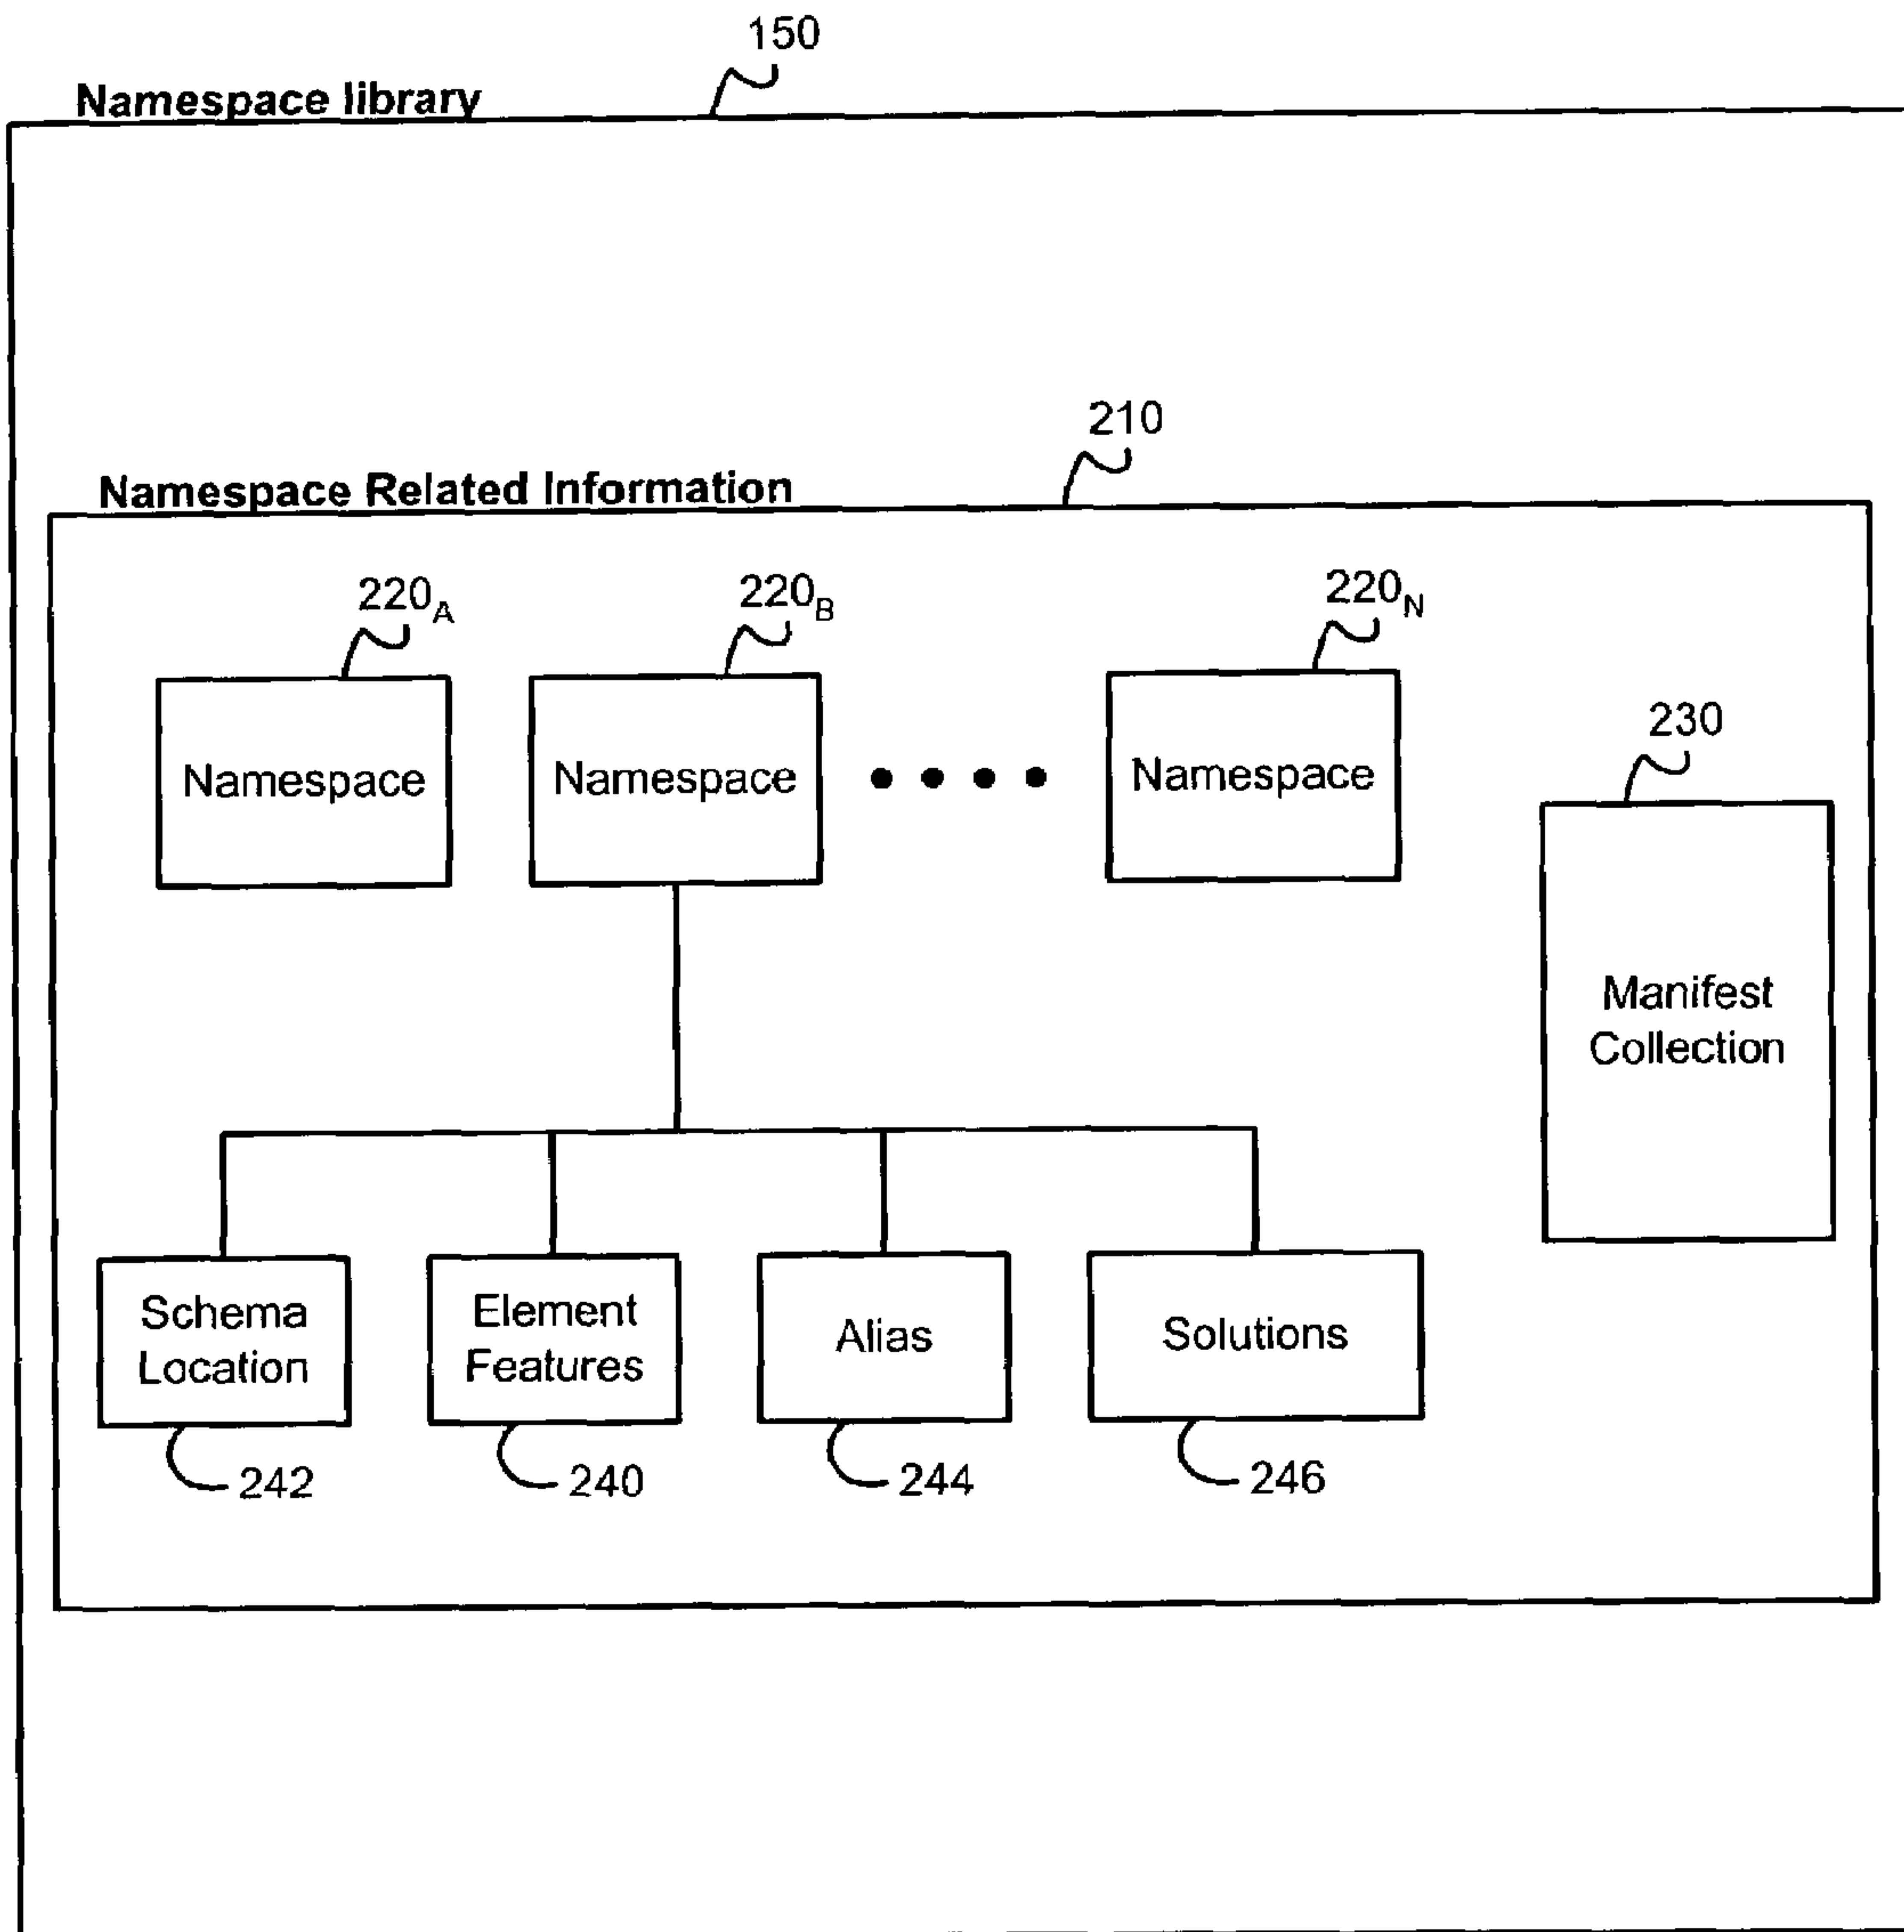 150
Namespace library
210
Namespace Related Information
220A
220B
220N
Namespace
Namespace
Namespace
230
Manifest
Collection
Schema
Location
Element
Features
Alias
Solutions
242
240
244
246